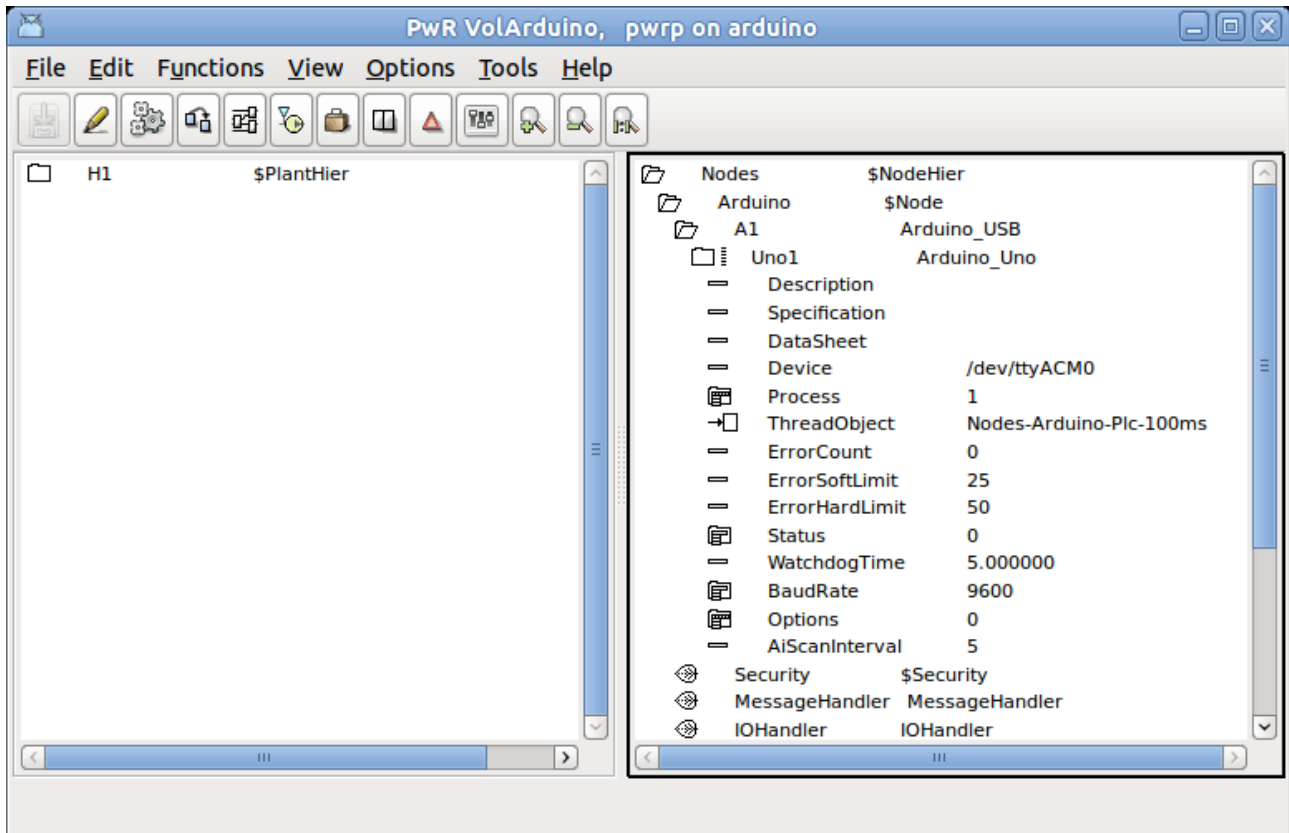 PwR VolArduino, pwrp on arduino
File Edit Functions View Options Tools Help
H1 $PlantHier
Nodes $NodeHier
Arduino $Node
A1 Arduino_USB
Uno1 Arduino_Uno
Description
Specification
DataSheet
Device /dev/ttyACM0
Process 1
ThreadObject Nodes-Arduino-Plc-100ms
ErrorCount 0
ErrorSoftLimit 25
ErrorHardLimit 50
Status 0
WatchdogTime 5.000000
BaudRate 9600
Options 0
AiScanInterval 5
Security $Security
MessageHandler MessageHandler
IOHandler IOHandler